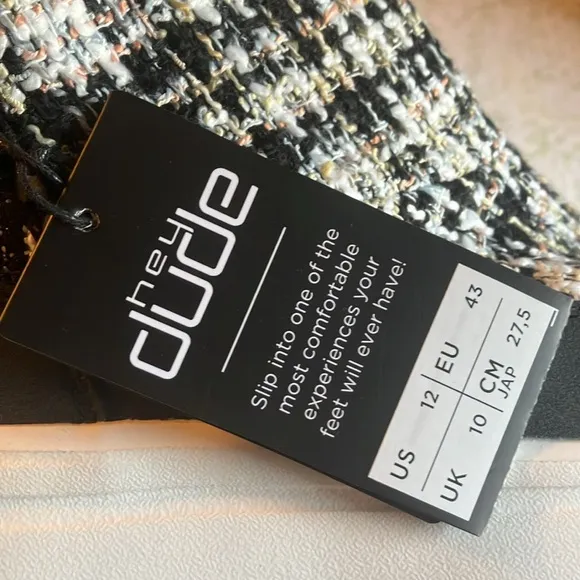 hey
dude
Slip into one of the
most comfortable
experiences your
feet will ever have!
US 12 EU 43
UK 10 CM 27,5
JAP